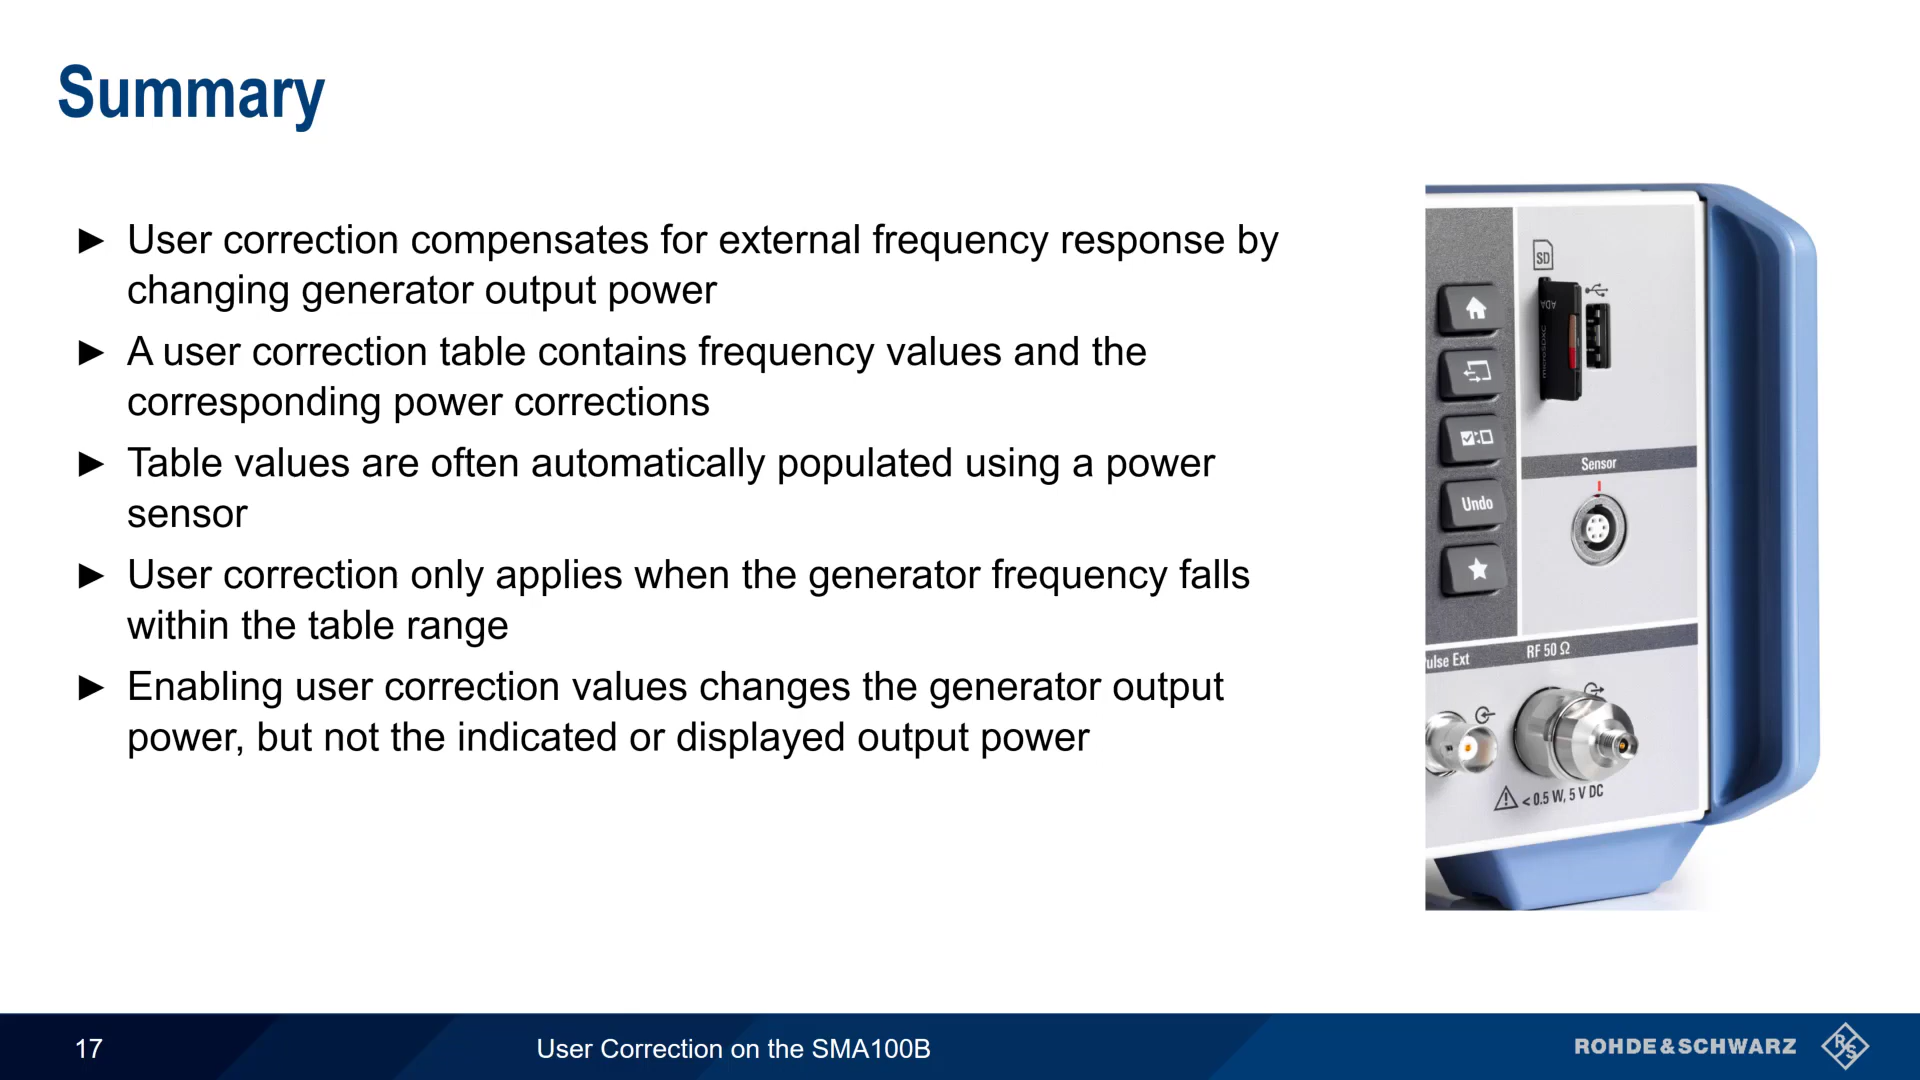 Summary
► User correction compensates for external frequency response by
changing generator output power
► A user correction table contains frequency values and the
corresponding power corrections
► Table values are often automatically populated using a power
sensor
► User correction only applies when the generator frequency falls
within the table range
► Enabling user correction values changes the generator output
power, but not the indicated or displayed output power
SD
ADA
microSDXC
Undo
Sensor
ulse Ext
RF 50 Ω
< 0.5 W, 5 V DC
17
User Correction on the SMA100B
ROHDE&SCHWARZ
R&S